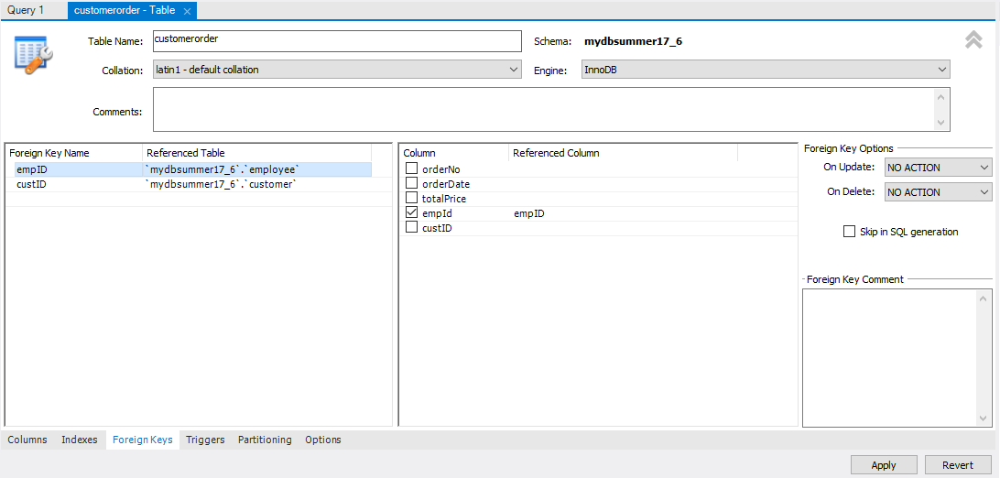 Query 1
customerorder - Table ×
Table Name: customerorder
Schema: mydbsummer17_6
Collation: latin1 - default collation
Engine: InnoDB
Comments:
Foreign Key Name Referenced Table
empID `mydbsummer17_6`.`employee`
custID `mydbsummer17_6`.`customer`
Column Referenced Column
orderNo
orderDate
totalPrice
empId empID
custID
Foreign Key Options
On Update: NO ACTION
On Delete: NO ACTION
Skip in SQL generation
Foreign Key Comment
Columns Indexes Foreign Keys Triggers Partitioning Options
Apply Revert